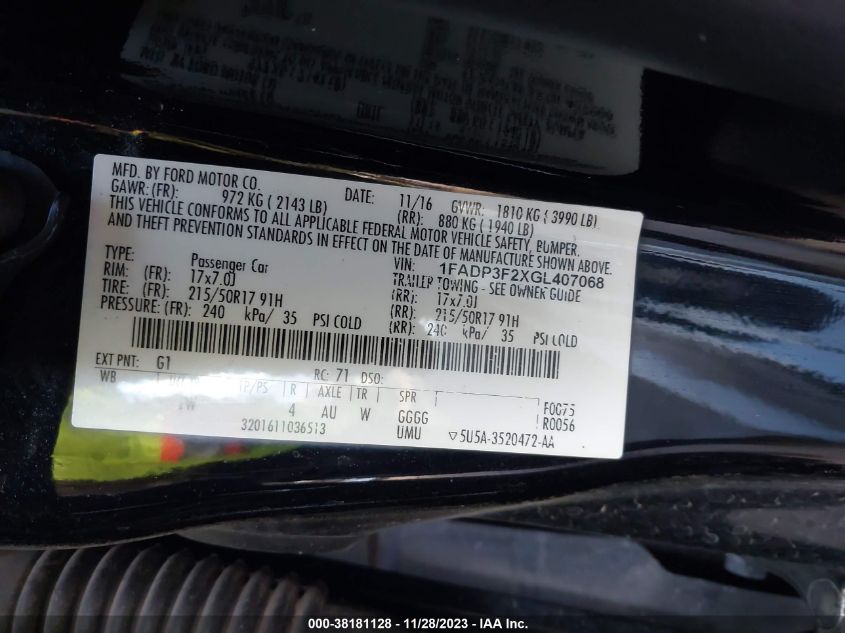 MFD. BY FORD MOTOR CO. DATE: 11/16 GVWR: 1810 KG ( 3990 LB)
GAWR: (FR): 972 KG ( 2143 LB) (RR): 880 KG ( 1940 LB)
THIS VEHICLE CONFORMS TO ALL APPLICABLE FEDERAL MOTOR VEHICLE SAFETY, BUMPER,
AND THEFT PREVENTION STANDARDS IN EFFECT ON THE DATE OF MANUFACTURE SHOWN ABOVE.
VIN: 1FADP3F2XGL407068
TYPE: Passenger Car TRAILER TOWING - SEE OWNER GUIDE
RIM: (FR): 17x7.0J (RR): 17x7.0J
TIRE: (FR): 215/50R17 91H (RR): 215/50R17 91H
PRESSURE: (FR): 240 kPa/ 35 PSI COLD (RR): 240 kPa/ 35 PSI COLD
EXT PNT: G1 RC: 71 DSO:
WB TP/PS R AXLE TR SPR F0075
4 AU W GGGG R0056
3201611036513 UMU ▽5U5A-3520472-AA
000-38181128 - 11/28/2023 - IAA Inc.